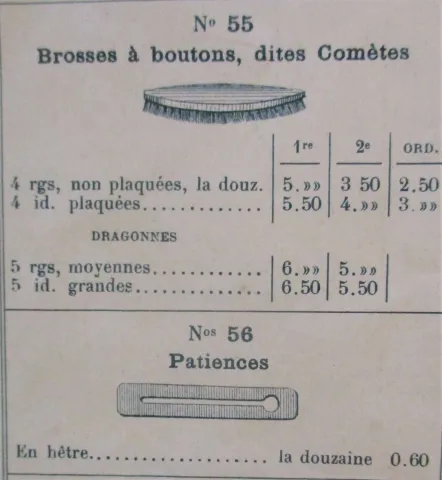 Nº 55
Brosses à boutons, dites Comètes
1re 2e ORD.
4 rgs, non plaquées, la douz. 5.»» 3 50 2.50
4 id. plaquées............. 5.50 4.»» 3.»»
DRAGONNES
5 rgs, moyennes............ 6.»» 5.»»
5 id. grandes.............. 6.50 5.50
Nos 56
Patiences
En hêtre................... la douzaine 0.60